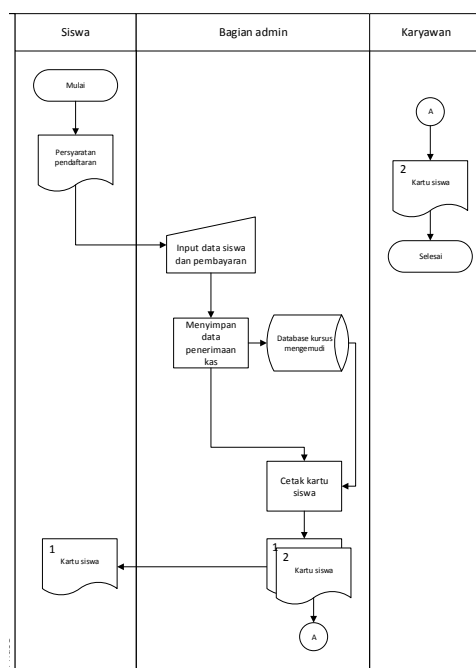 Siswa
Bagian admin
Karyawan
Mulai
A
Persyaratan
pendaftaran
2
Kartu siswa
Input data siswa
dan pembayaran
Selesai
Menyimpan
data
penerimaan
kas
Database kursus
mengemudi
Cetak kartu
siswa
1
Kartu siswa
1
2
Kartu siswa
A